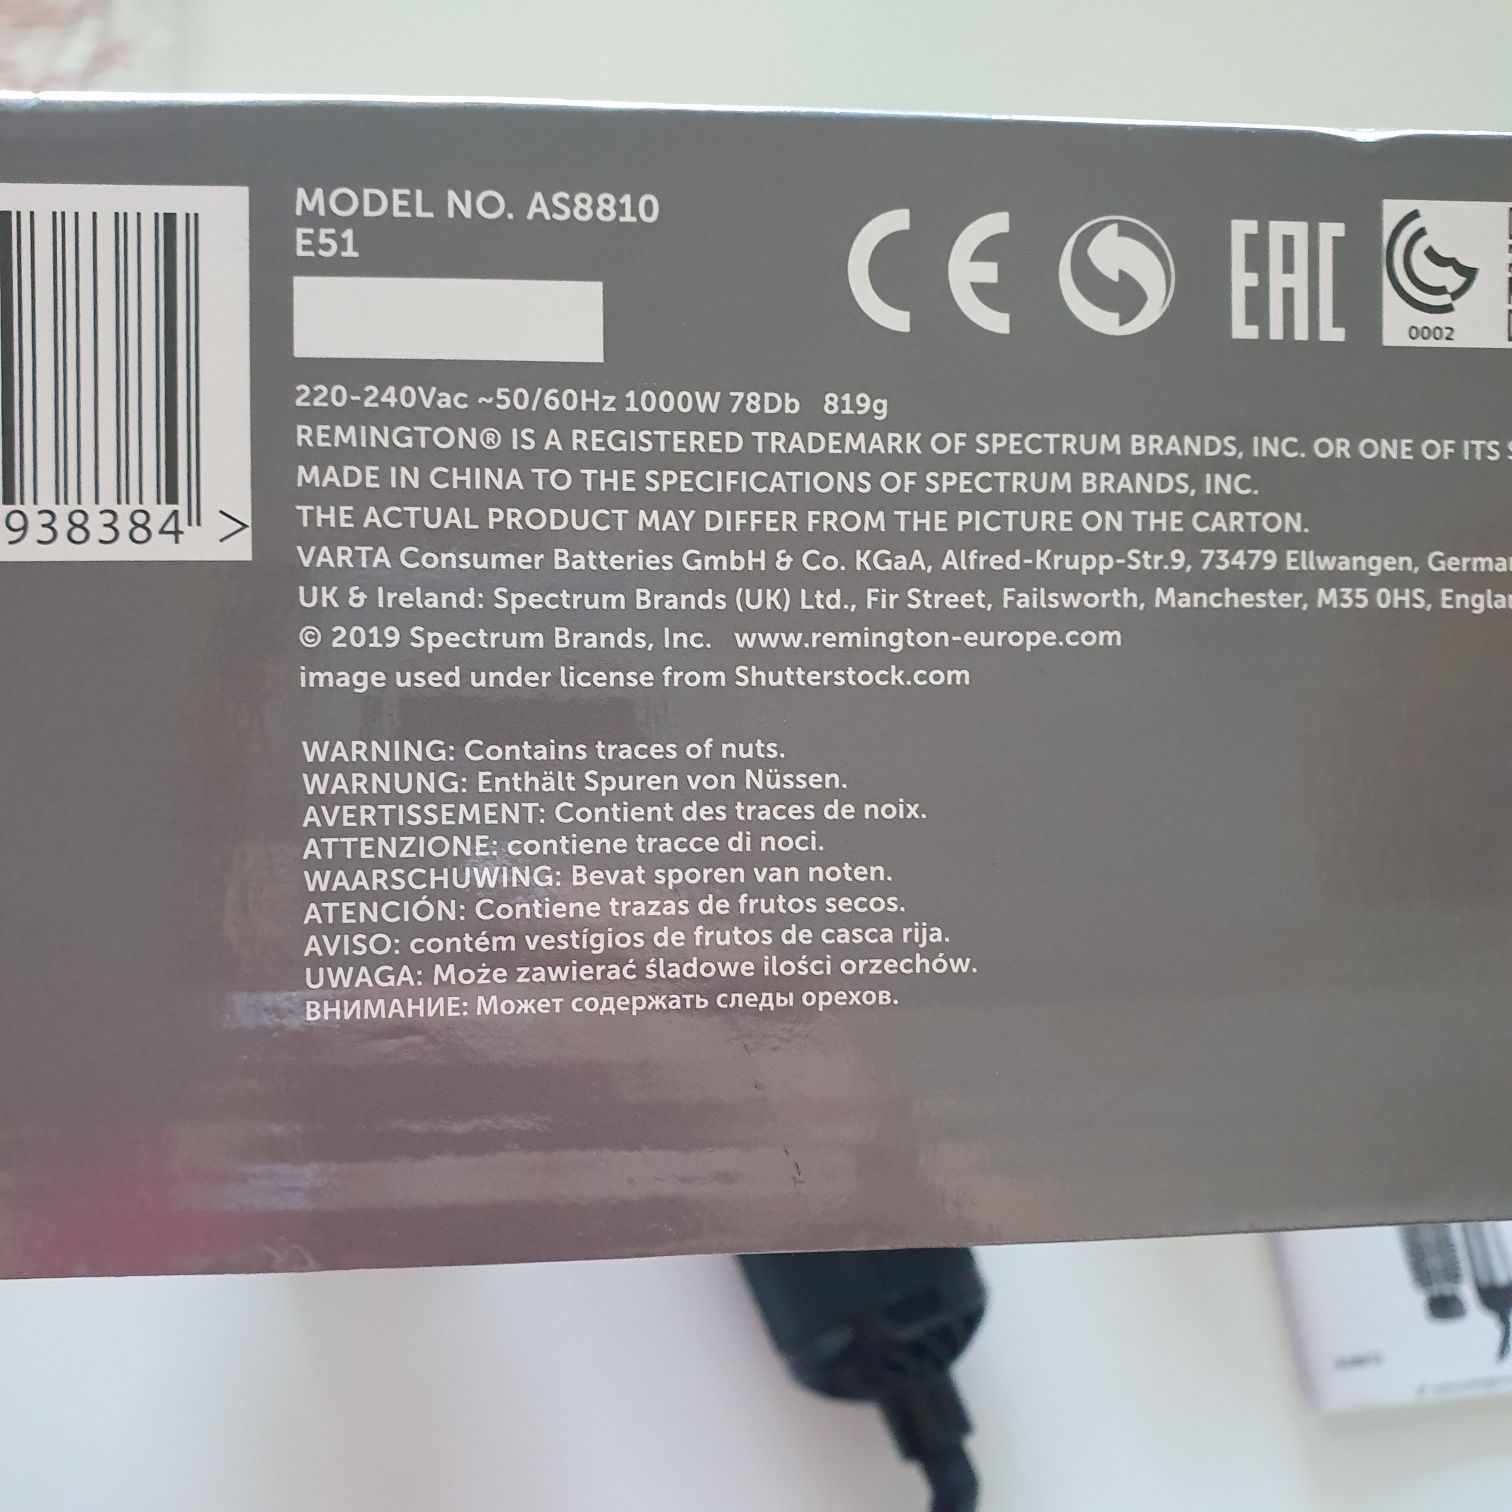 MODEL NO. AS8810
E51
CE
EAC
0002
938384 >
220-240Vac ~50/60Hz 1000W 78Db 819g
REMINGTON® IS A REGISTERED TRADEMARK OF SPECTRUM BRANDS, INC. OR ONE OF ITS
MADE IN CHINA TO THE SPECIFICATIONS OF SPECTRUM BRANDS, INC.
THE ACTUAL PRODUCT MAY DIFFER FROM THE PICTURE ON THE CARTON.
VARTA Consumer Batteries GmbH & Co. KGaA, Alfred-Krupp-Str.9, 73479 Ellwangen, Germa
UK & Ireland: Spectrum Brands (UK) Ltd., Fir Street, Failsworth, Manchester, M35 0HS, Englan
© 2019 Spectrum Brands, Inc. www.remington-europe.com
image used under license from Shutterstock.com
WARNING: Contains traces of nuts.
WARNUNG: Enthält Spuren von Nüssen.
AVERTISSEMENT: Contient des traces de noix.
ATTENZIONE: contiene tracce di noci.
WAARSCHUWING: Bevat sporen van noten.
ATENCIÓN: Contiene trazas de frutos secos.
AVISO: contém vestígios de frutos de casca rija.
UWAGA: Może zawierać śladowe ilości orzechów.
ВНИМАНИЕ: Может содержать следы орехов.